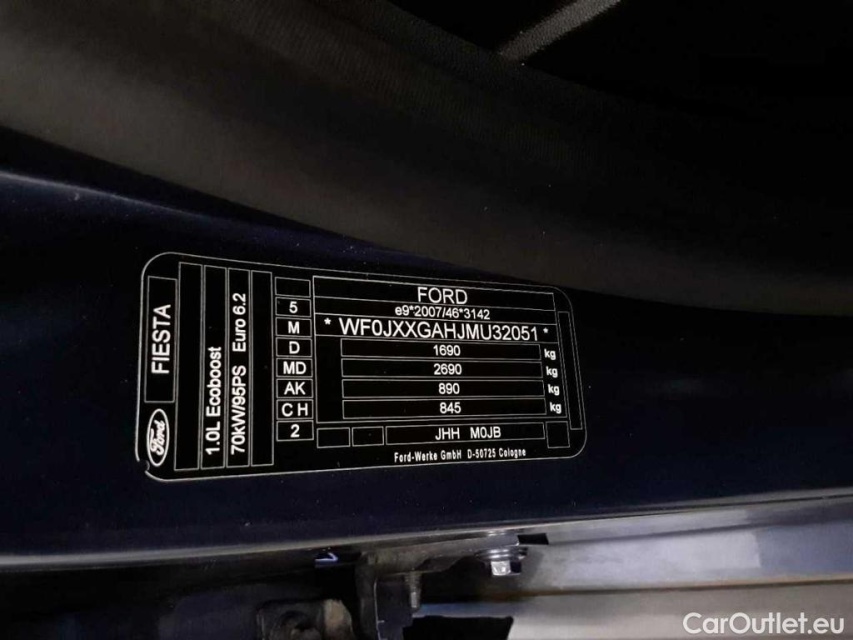 FIESTA
Ford
1.0L Ecoboost
70kW/95PS Euro 6.2
5
M
D
MD
AK
CH
2
FORD
e9*2007/46*3142
* WF0JXXGAHJMU32051 *
1690 kg
2690 kg
890 kg
845 kg
JHH M0JB
Ford-Werke GmbH D-50725 Cologne
CarOutlet.eu